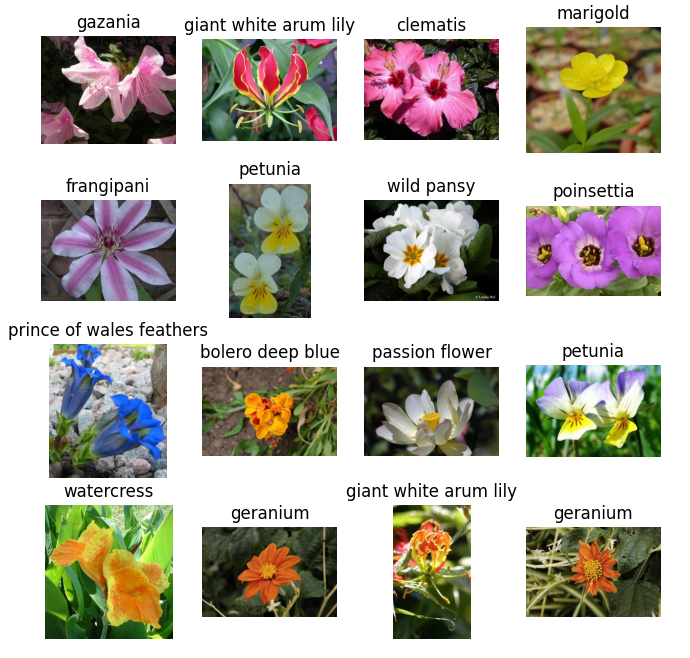 gazania
giant white arum lily
clematis
marigold
frangipani
petunia
wild pansy
poinsettia
prince of wales feathers
bolero deep blue
passion flower
petunia
watercress
geranium
giant white arum lily
geranium